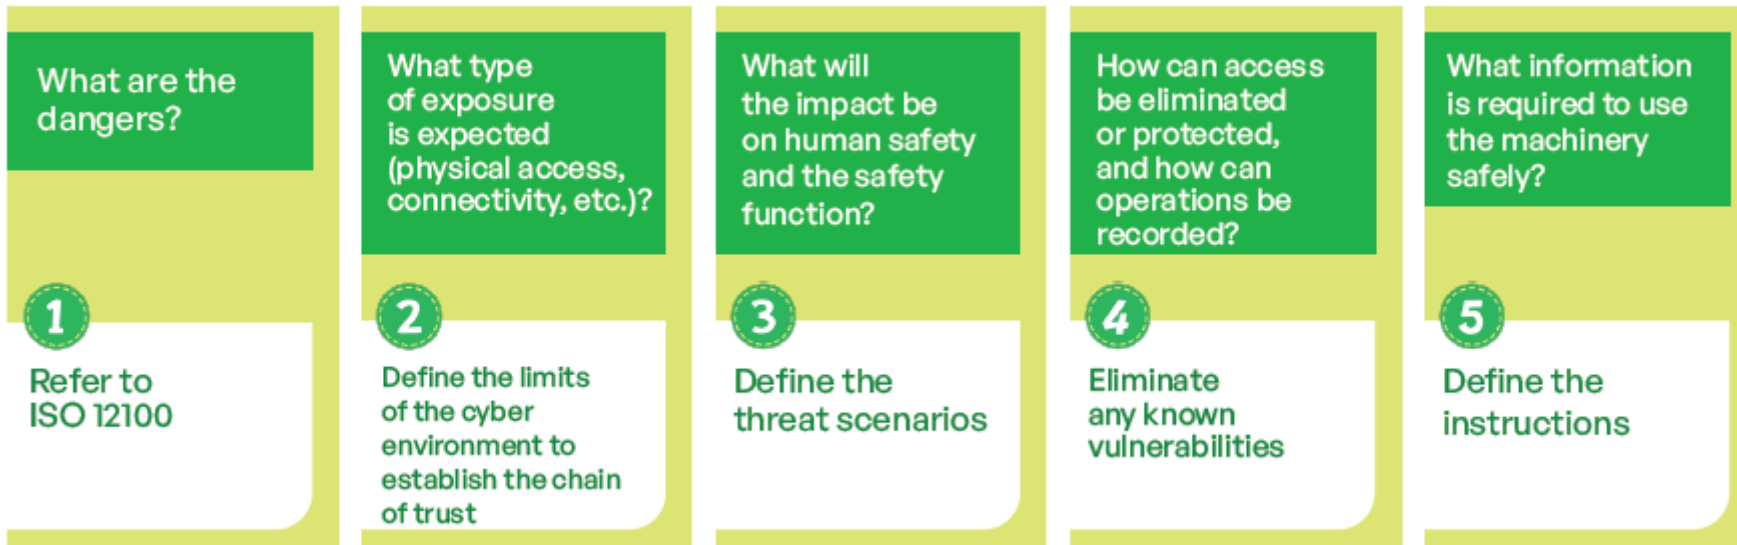 What are the
dangers?
1
Refer to
ISO 12100
What type
of exposure
is expected
(physical access,
connectivity, etc.)?
2
Define the limits
of the cyber
environment to
establish the chain
of trust
What will
the impact be
on human safety
and the safety
function?
3
Define the
threat scenarios
How can access
be eliminated
or protected,
and how can
operations be
recorded?
4
Eliminate
any known
vulnerabilities
What information
is required to use
the machinery
safely?
5
Define the
instructions